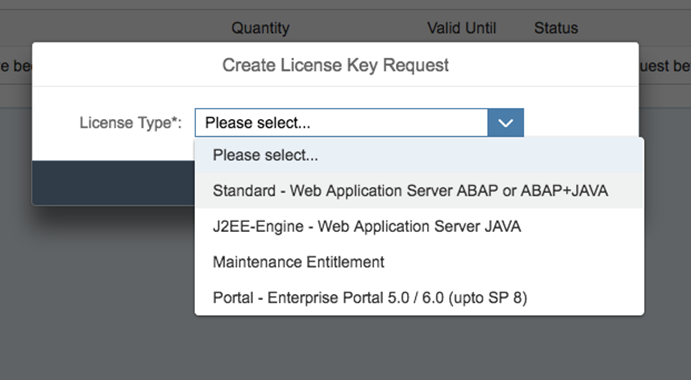 Quantity Valid Until Status
e be
uest be
Create License Key Request
License Type*: Please select...
Please select...
Standard - Web Application Server ABAP or ABAP+JAVA
J2EE-Engine - Web Application Server JAVA
Maintenance Entitlement
Portal - Enterprise Portal 5.0 / 6.0 (upto SP 8)